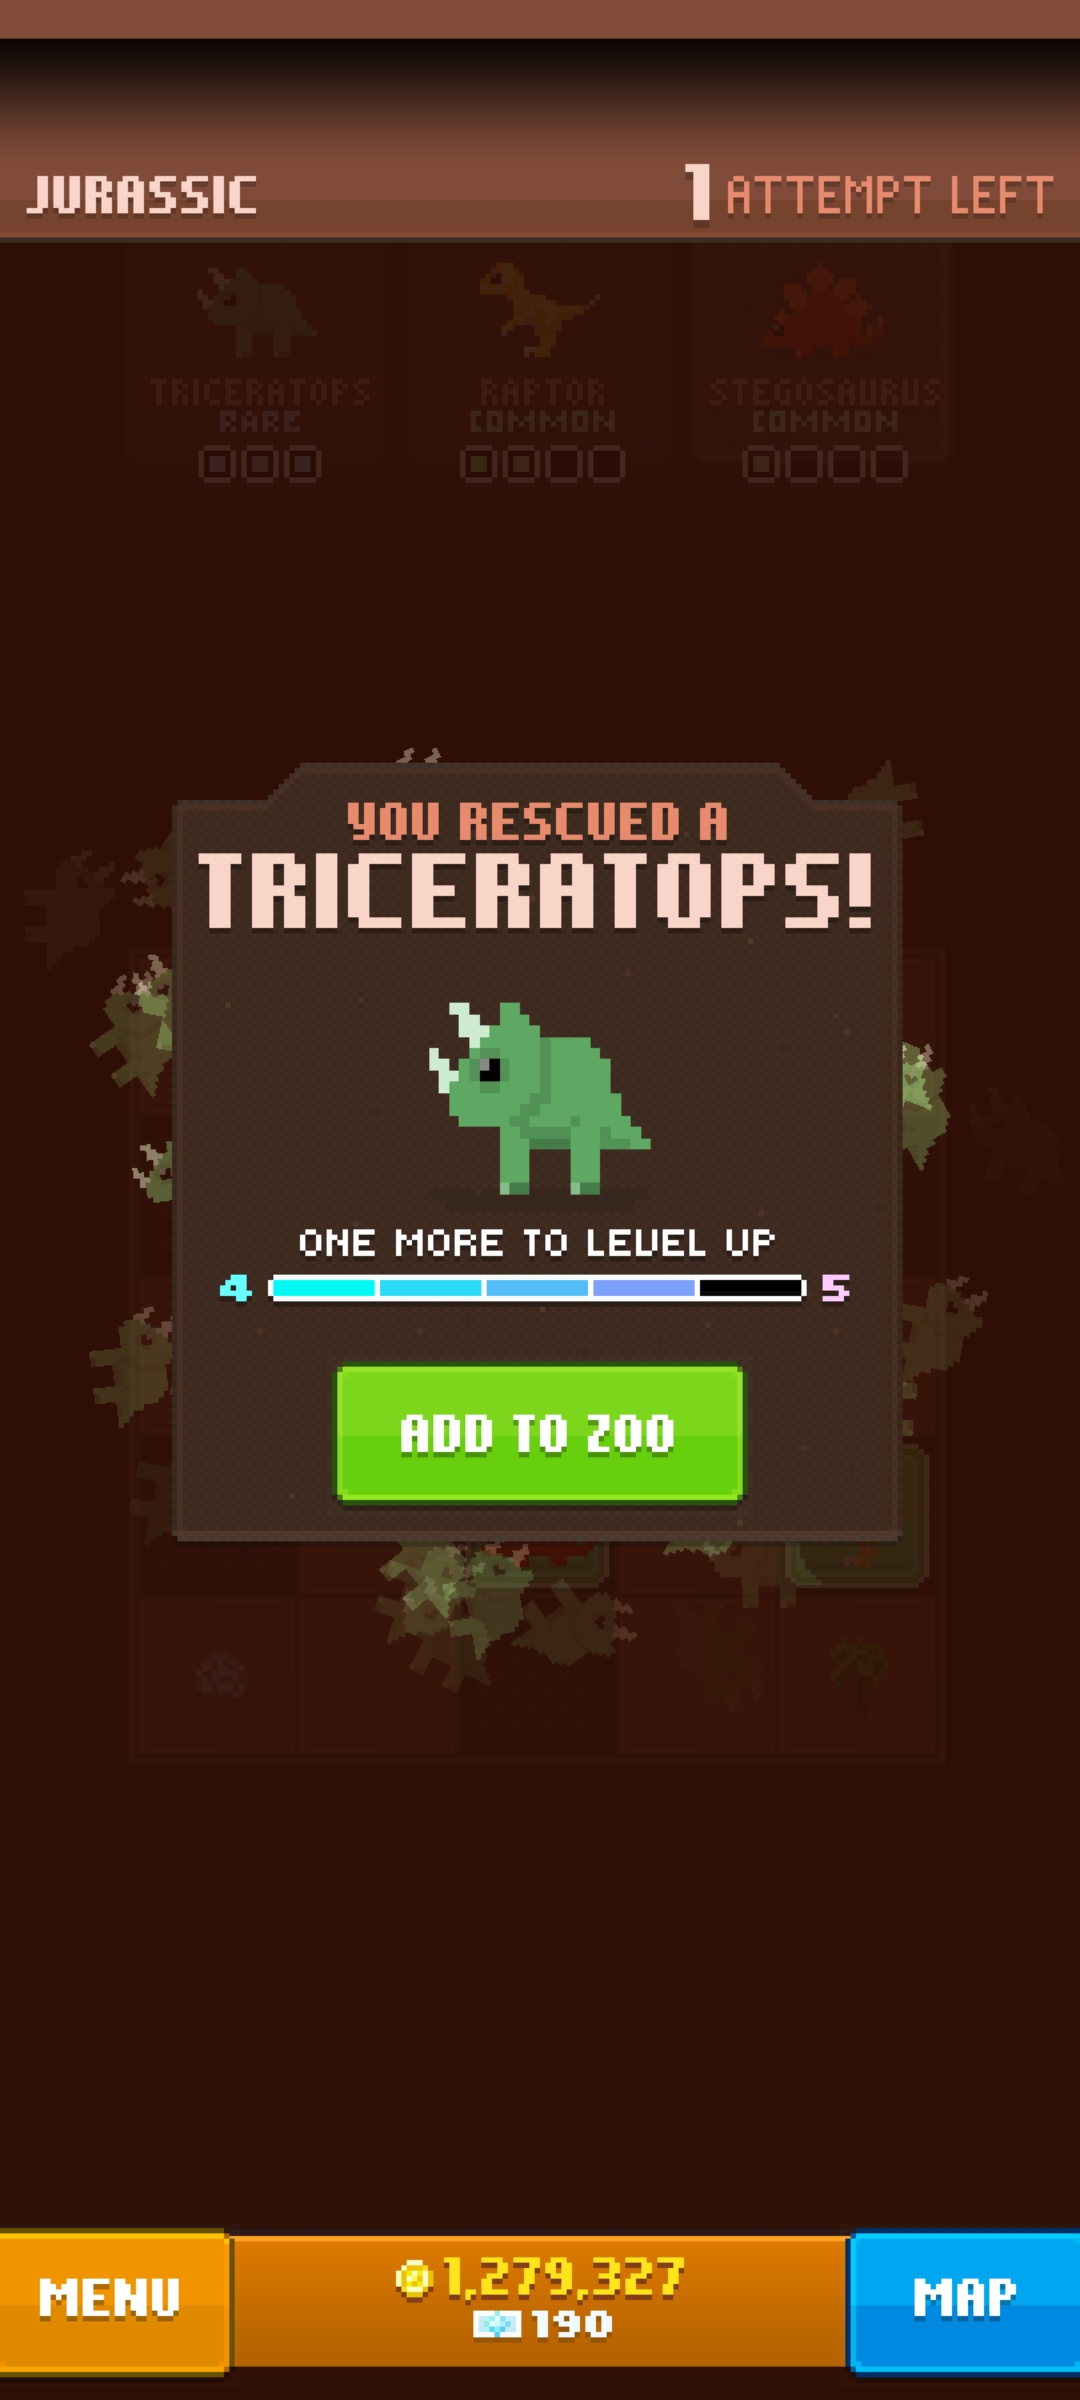 JURASSIC
1 ATTEMPT LEFT
TRICERATOPS
RARE
RAPTOR
COMMON
STEGOSAURUS
COMMON
YOU RESCUED A
TRICERATOPS!
ONE MORE TO LEVEL UP
4 5
ADD TO ZOO
MENU
1,279,327
190
MAP